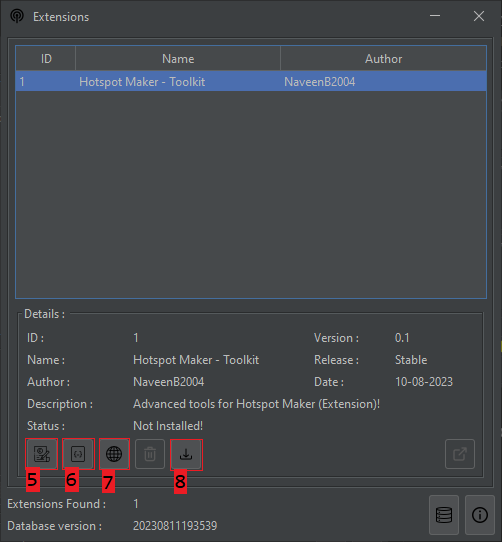 Extensions
ID Name Author
1 Hotspot Maker - Toolkit NaveenB2004
Details :
ID : 1 Version : 0.1
Name : Hotspot Maker - Toolkit Release : Stable
Author : NaveenB2004 Date : 10-08-2023
Description : Advanced tools for Hotspot Maker (Extension)!
Status : Not Installed!
5 6 7 8
Extensions Found : 1
Database version : 20230811193539